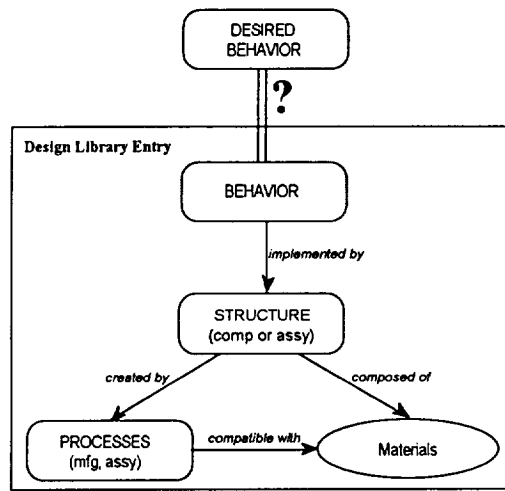 DESIRED
BEHAVIOR
?
Design Library Entry
BEHAVIOR
implemented by
STRUCTURE
(comp or assy)
created by
composed of
PROCESSES
(mfg, assy)
compatible with
Materials